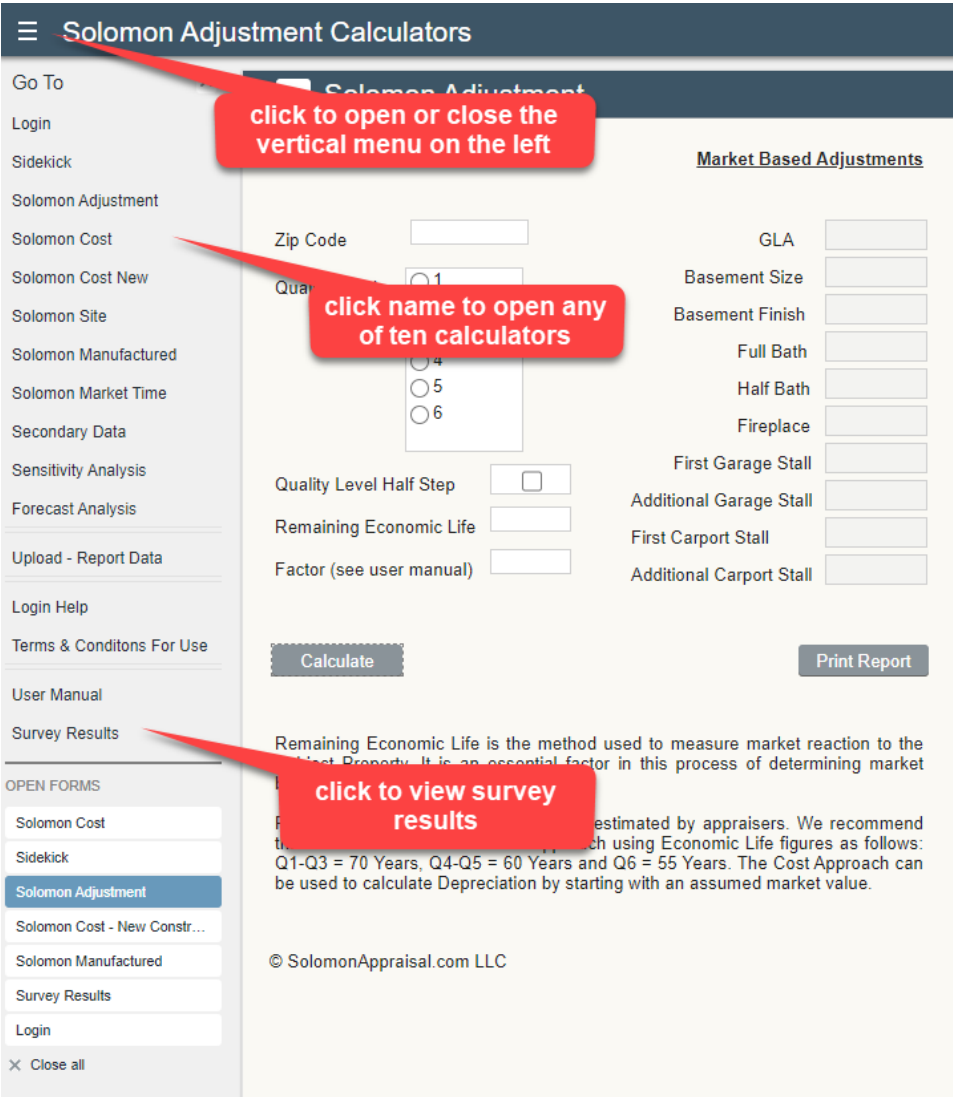 ☰ Solomon Adjustment Calculators
Go To
Login
Sidekick
Solomon Adjustment
Solomon Cost
Solomon Cost New
Solomon Site
Solomon Manufactured
Solomon Market Time
Secondary Data
Sensitivity Analysis
Forecast Analysis
Upload - Report Data
Login Help
Terms & Conditons For Use
User Manual
Survey Results
OPEN FORMS
Solomon Cost
Sidekick
Solomon Adjustment
Solomon Cost - New Constr...
Solomon Manufactured
Survey Results
Login
× Close all
Solomon Adjustment
click to open or close the
vertical menu on the left
Market Based Adjustments
Zip Code
1
click name to open any
of ten calculators
4
5
6
Quality Level Half Step
Remaining Economic Life
Factor (see user manual)
GLA
Basement Size
Basement Finish
Full Bath
Half Bath
Fireplace
First Garage Stall
Additional Garage Stall
First Carport Stall
Additional Carport Stall
Calculate
Print Report
Remaining Economic Life is the method used to measure market reaction to the
Property. It is an essential factor in this process of determining market
click to view survey
results
estimated by appraisers. We recommend
using Economic Life figures as follows:
Q1-Q3 = 70 Years, Q4-Q5 = 60 Years and Q6 = 55 Years. The Cost Approach can
be used to calculate Depreciation by starting with an assumed market value.
© SolomonAppraisal.com LLC